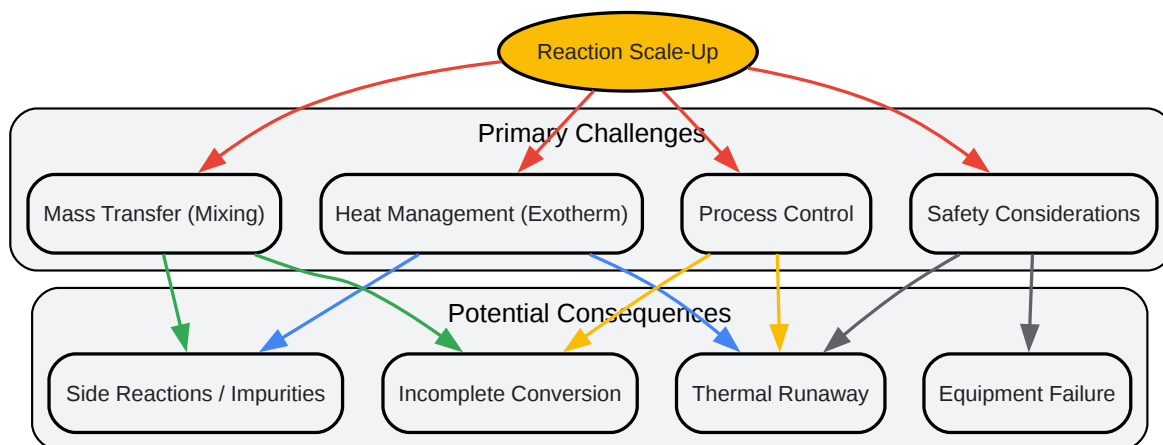 Reaction Scale-Up
Primary Challenges
Mass Transfer (Mixing)
Heat Management (Exotherm)
Process Control
Safety Considerations
Potential Consequences
Side Reactions / Impurities
Incomplete Conversion
Thermal Runaway
Equipment Failure